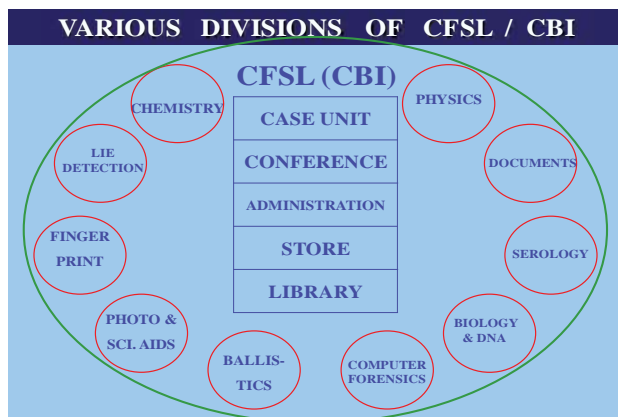 VARIOUS DIVISIONS OF CFSL / CBI
CFSL (CBI)
CASE UNIT
CONFERENCE
ADMINISTRATION
STORE
LIBRARY
CHEMISTRY
LIE
DETECTION
FINGER
PRINT
PHOTO &
SCI. AIDS
BALLIS-
TICS
COMPUTER
FORENSICS
BIOLOGY
& DNA
SEROLOGY
DOCUMENTS
PHYSICS